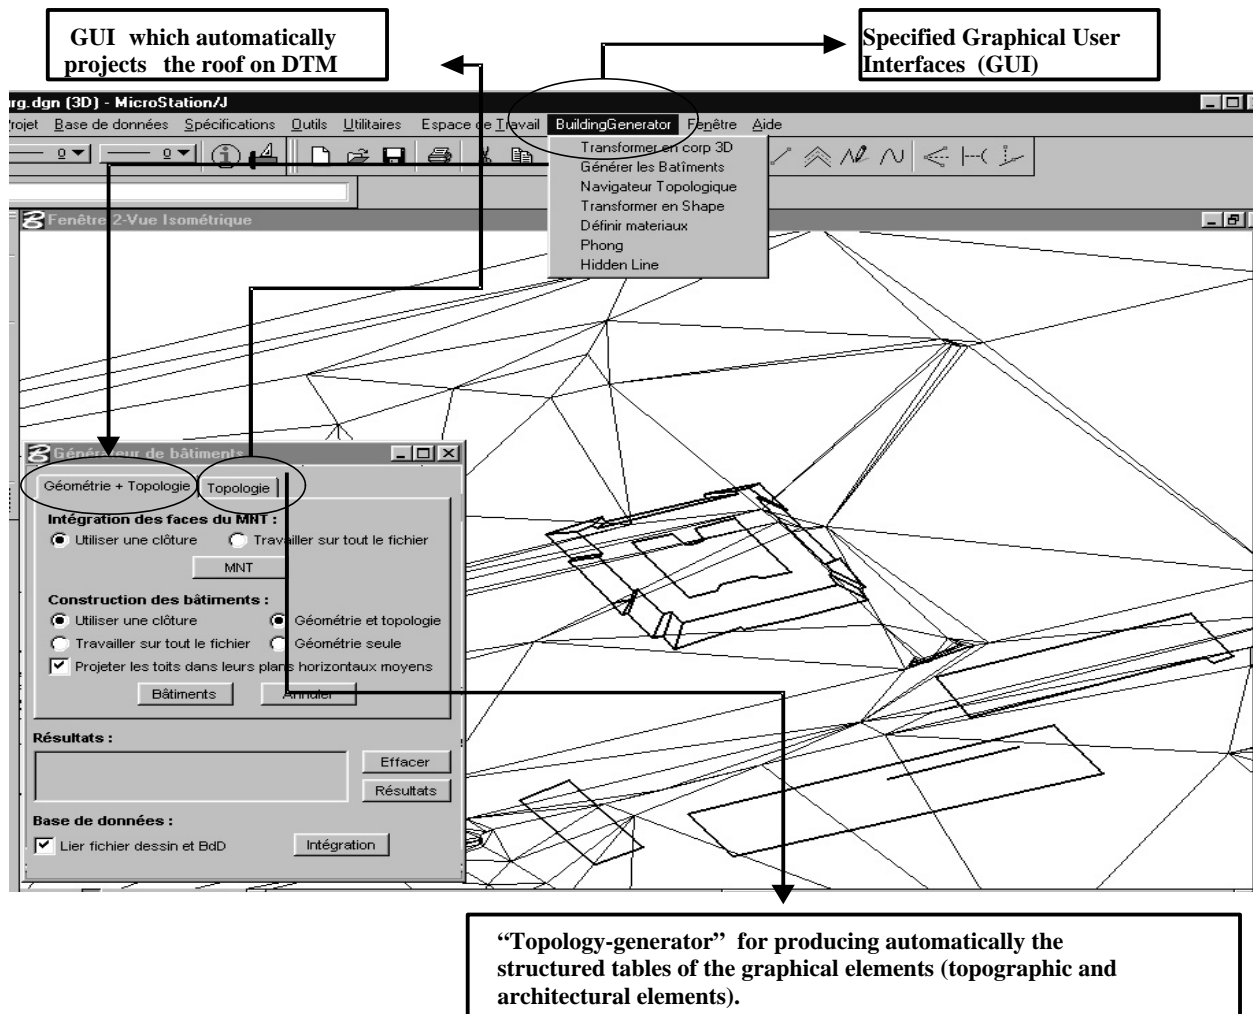 GUI which automatically
projects the roof on DTM
Specified Graphical User
Interfaces (GUI)
rg.dgn (3D) - MicroStation/J
rojet Base de données Spécifications Outils Utilitaires Espace de Travail BuildingGenerator Fenêtre Aide
0 0
Transformer en corp 3D
Générer les Batîments
Navigateur Topologique
Transformer en Shape
Définir materiaux
Phong
Hidden Line
Fenêtre 2-Vue Isométrique
Générateur de bâtiments
Géométrie + Topologie Topologie
Intégration des faces du MNT :
Utiliser une clôture Travailler sur tout le fichier
MNT
Construction des bâtiments :
Utiliser une clôture Géométrie et topologie
Travailler sur tout le fichier Géométrie seule
Projeter les toits dans leurs plans horizontaux moyens
Bâtiments Annuler
Résultats :
Effacer
Résultats
Base de données :
Lier fichier dessin et BdD Intégration
“Topology-generator” for producing automatically the
structured tables of the graphical elements (topographic and
architectural elements).